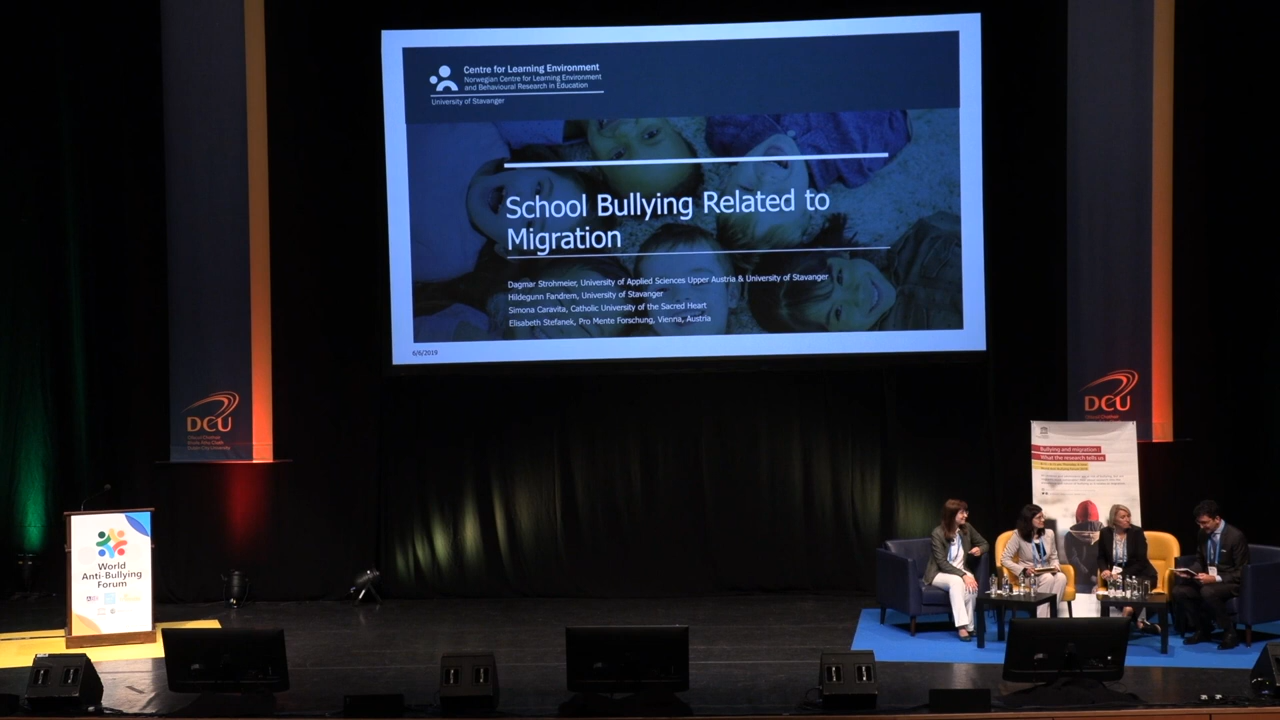 Centre for Learning Environment
Norwegian Centre for Learning Environment
and Behavioural Research in Education
University of Stavanger
School Bullying Related to
Migration
Dagmar Strohmeier, University of Applied Sciences Upper Austria & University of Stavanger
Hildegunn Fandrem, University of Stavanger
Simona Caravita, Catholic University of the Sacred Heart
Elisabeth Stefanek, Pro Mente Forschung, Vienna, Austria
6/6/2019
DCU
DCU
Bullying and migration:
What the research tells us
World
Anti-Bullying
Forum